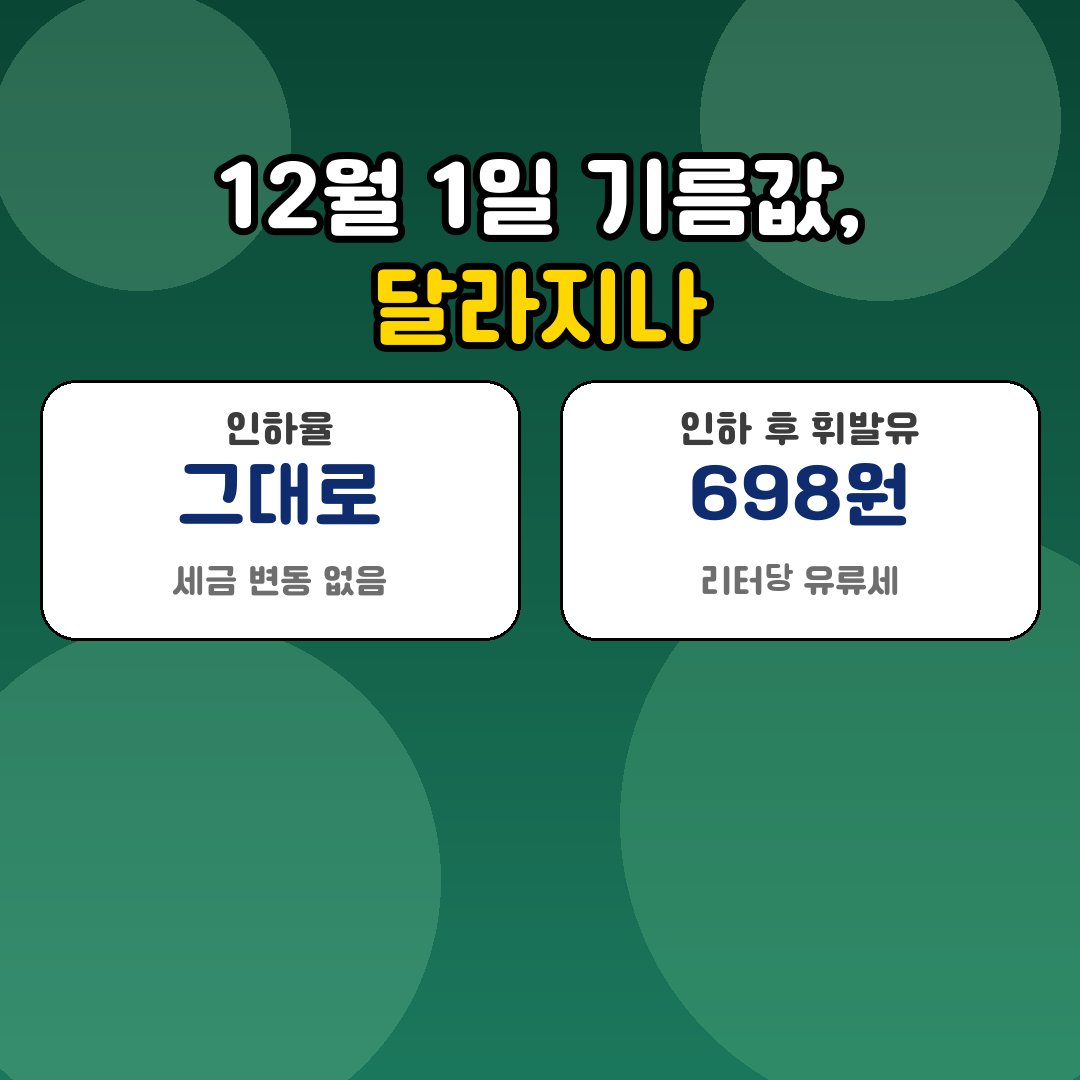 12월 1일 기름값,
달라지나
인하율
그대로
세금 변동 없음
인하 후 휘발유
698원
리터당 유류세